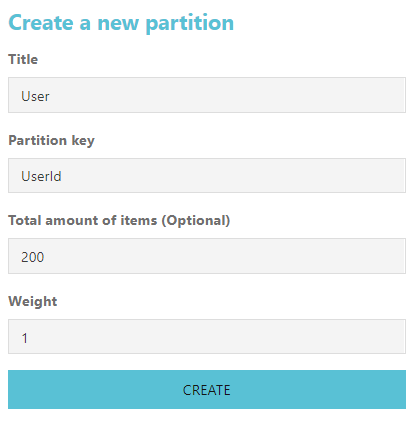 Create a new partition
Title
User
Partition key
UserId
Total amount of items (Optional)
200
Weight
1
CREATE